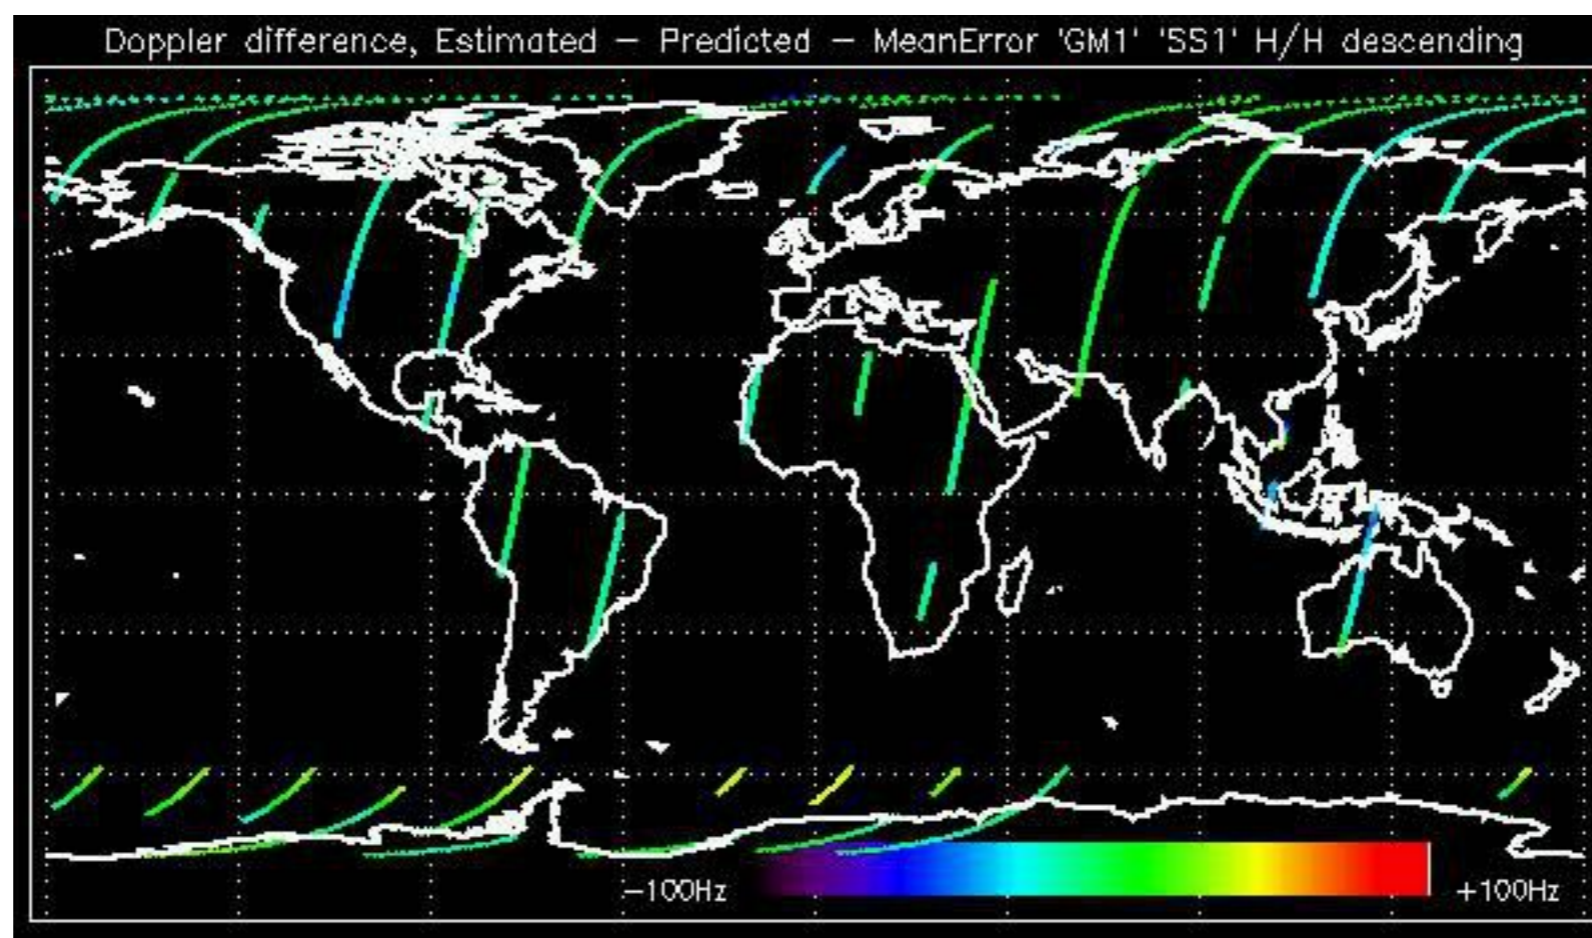 Doppler difference, Estimated – Predicted – MeanError 'GM1' 'SS1' H/H descending
–100Hz +100Hz